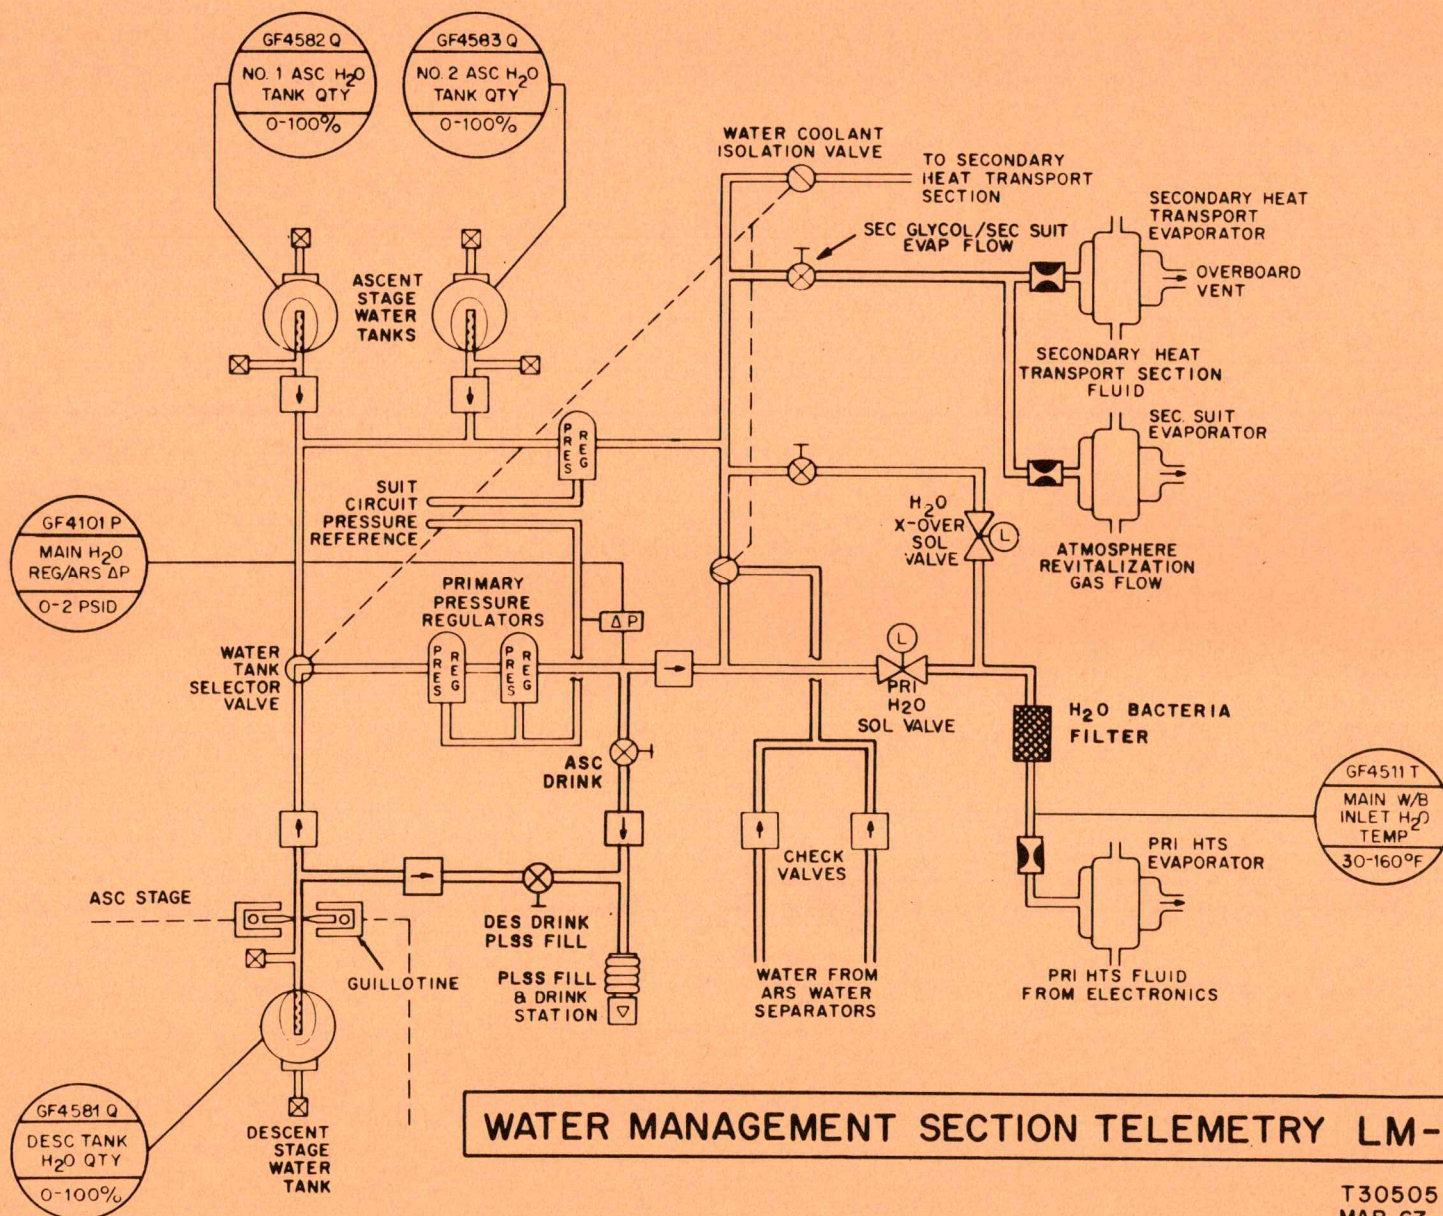 GF4582 Q
NO. 1 ASC H2O
TANK QTY
0-100%
GF4583 Q
NO. 2 ASC H2O
TANK QTY
0-100%
WATER COOLANT
ISOLATION VALVE
TO SECONDARY
HEAT TRANSPORT
SECTION
SECONDARY HEAT
TRANSPORT
EVAPORATOR
SEC GLYCOL/SEC SUIT
EVAP FLOW
OVERBOARD
VENT
ASCENT
STAGE
WATER
TANKS
SECONDARY HEAT
TRANSPORT SECTION
FLUID
SEC. SUIT
EVAPORATOR
PRES
REG
SUIT
CIRCUIT
PRESSURE
REFERENCE
H2O
X-OVER
SOL
VALVE
L
ATMOSPHERE
REVITALIZATION
GAS FLOW
GF4101 P
MAIN H2O
REG/ARS ΔP
0-2 PSID
PRIMARY
PRESSURE
REGULATORS
ΔP
WATER
TANK
SELECTOR
VALVE
PRES
REG
PRES
REG
L
PRI
H2O
SOL VALVE
H2O BACTERIA
FILTER
ASC
DRINK
GF4511 T
MAIN W/B
INLET H2O
TEMP
30-160°F
CHECK
VALVES
PRI HTS
EVAPORATOR
ASC STAGE
DES DRINK
PLSS FILL
GUILLOTINE
PLSS FILL
& DRINK
STATION
WATER FROM
ARS WATER
SEPARATORS
PRI HTS FLUID
FROM ELECTRONICS
GF4581 Q
DESC TANK
H2O QTY
0-100%
DESCENT
STAGE
WATER
TANK
WATER MANAGEMENT SECTION TELEMETRY LM-
T30505
MAR 67